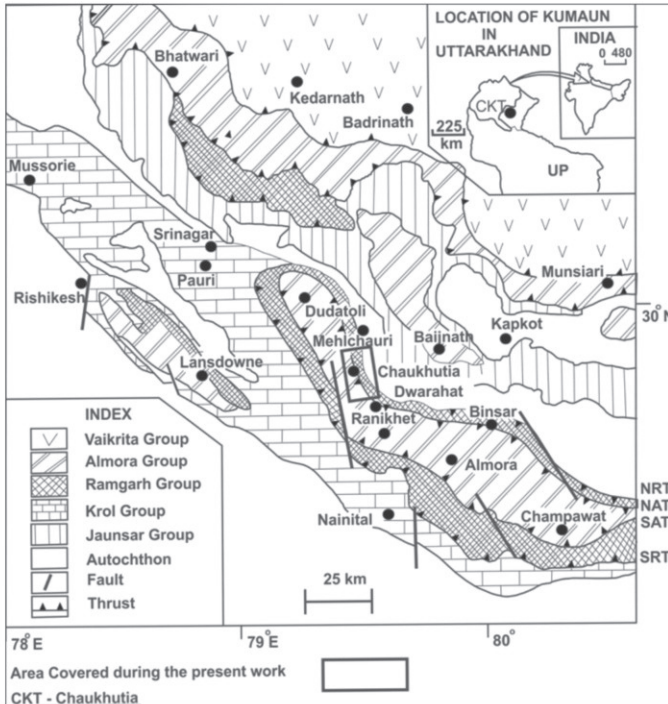 LOCATION OF KUMAUN
IN
UTTARAKHAND
INDIA
0 480
CKT
225
km
UP
Bhatwari
Kedarnath
Badrinath
Mussorie
Srinagar
Pauri
Rishikesh
Munsiari
30° N
Dudatoli
Mehichauri
Baijnath
Kapkot
Lansdowne
Chaukhutia
Dwarahat
Ranikhet
Binsar
Almora
Nainital
Champawat
NRT
NAT
SAT
SRT
INDEX
Vaikrita Group
Almora Group
Ramgarh Group
Krol Group
Jaunsar Group
Autochthon
Fault
Thrust
25 km
78° E
79° E
80°
Area Covered during the present work
CKT - Chaukhutia